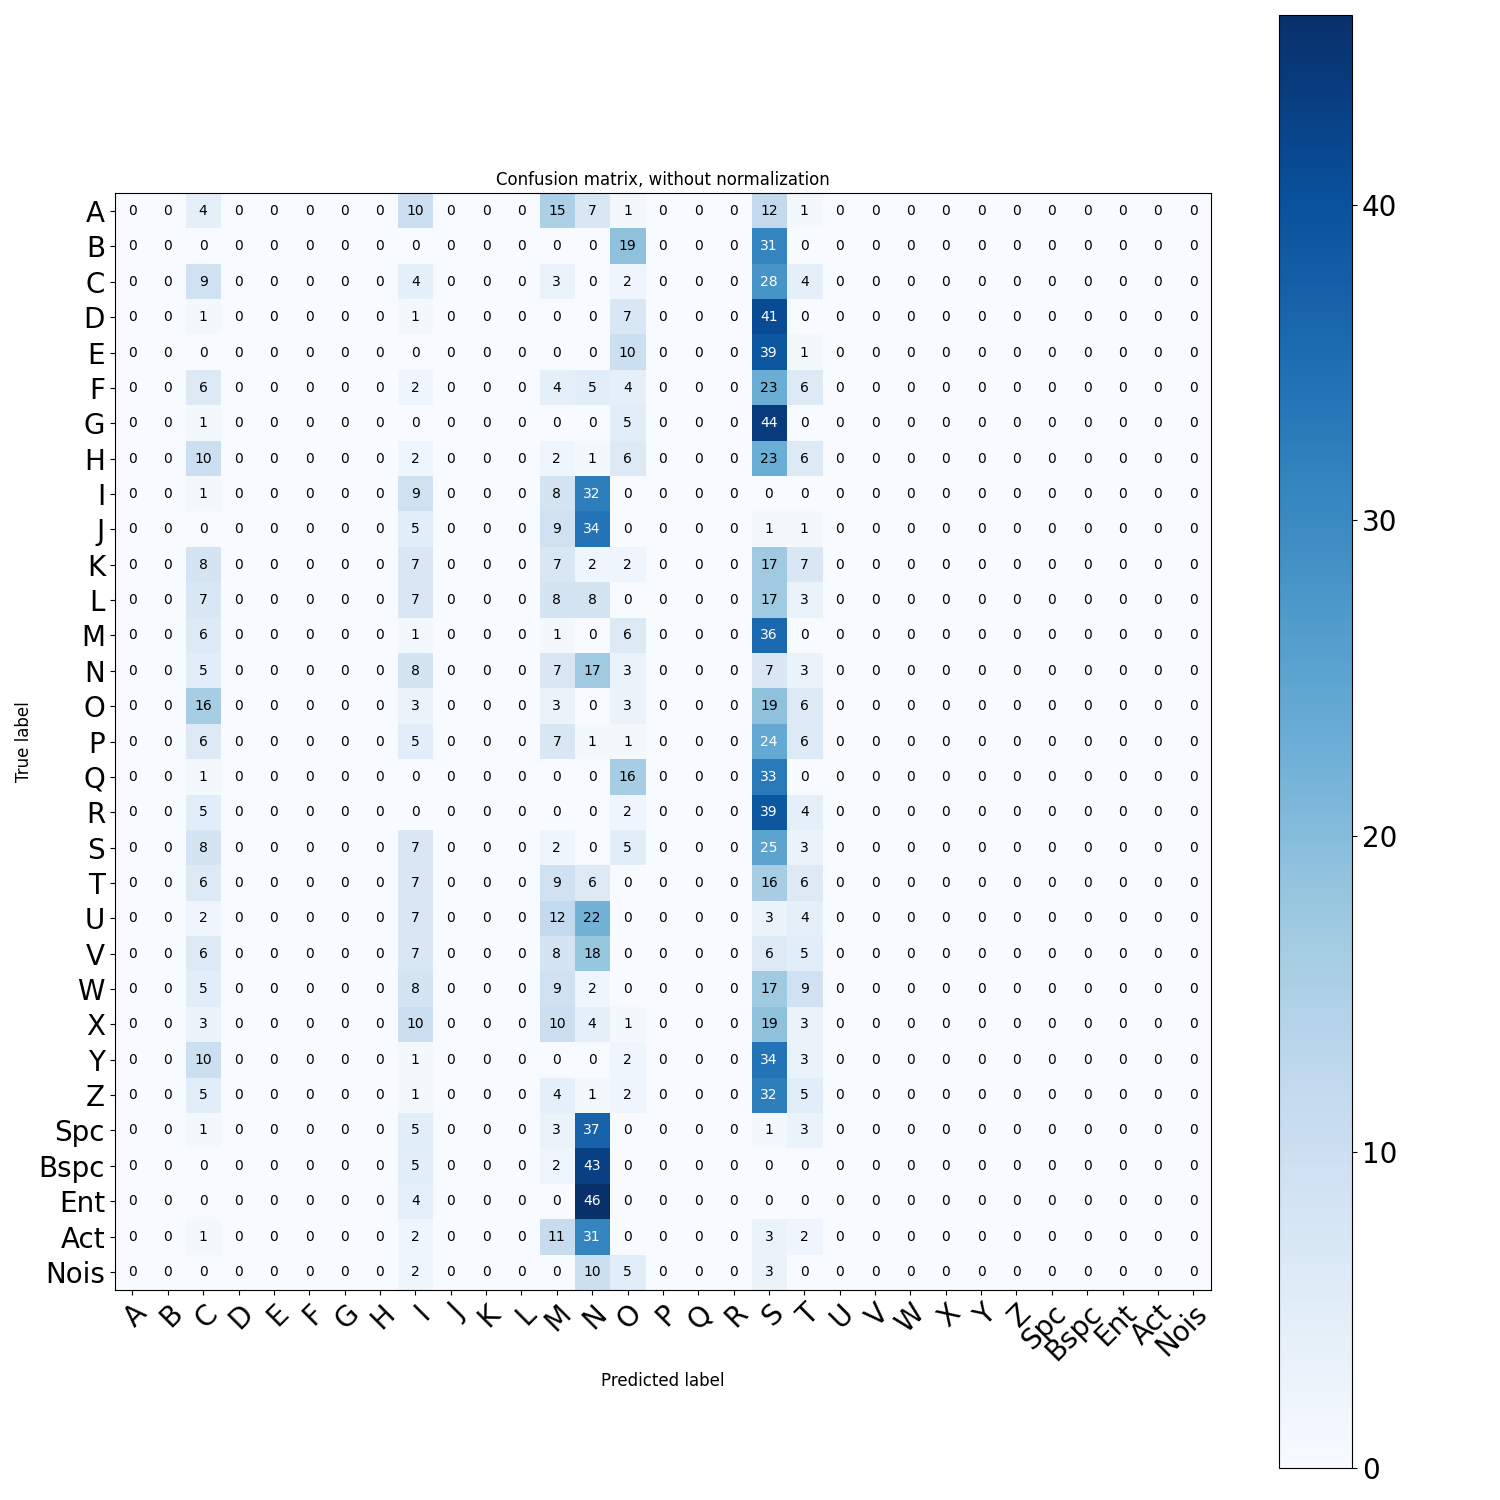 Confusion matrix, without normalization
A 0 0 4 0 0 0 0 0 10 0 0 0 15 7 1 0 0 0 12 1 0 0 0 0 0 0 0 0 0 0 0
B 0 0 0 0 0 0 0 0 0 0 0 0 0 0 19 0 0 0 31 0 0 0 0 0 0 0 0 0 0 0 0
C 0 0 9 0 0 0 0 0 4 0 0 0 3 0 2 0 0 0 28 4 0 0 0 0 0 0 0 0 0 0 0
D 0 0 1 0 0 0 0 0 1 0 0 0 0 0 7 0 0 0 41 0 0 0 0 0 0 0 0 0 0 0 0
E 0 0 0 0 0 0 0 0 0 0 0 0 0 0 10 0 0 0 39 1 0 0 0 0 0 0 0 0 0 0 0
F 0 0 6 0 0 0 0 0 2 0 0 0 4 5 4 0 0 0 23 6 0 0 0 0 0 0 0 0 0 0 0
G 0 0 1 0 0 0 0 0 0 0 0 0 0 0 5 0 0 0 44 0 0 0 0 0 0 0 0 0 0 0 0
H 0 0 10 0 0 0 0 0 2 0 0 0 2 1 6 0 0 0 23 6 0 0 0 0 0 0 0 0 0 0 0
I 0 0 1 0 0 0 0 0 9 0 0 0 8 32 0 0 0 0 0 0 0 0 0 0 0 0 0 0 0 0 0
J 0 0 0 0 0 0 0 0 5 0 0 0 9 34 0 0 0 0 1 1 0 0 0 0 0 0 0 0 0 0 0
K 0 0 8 0 0 0 0 0 7 0 0 0 7 2 2 0 0 0 17 7 0 0 0 0 0 0 0 0 0 0 0
L 0 0 7 0 0 0 0 0 7 0 0 0 8 8 0 0 0 0 17 3 0 0 0 0 0 0 0 0 0 0 0
M 0 0 6 0 0 0 0 0 1 0 0 0 1 0 6 0 0 0 36 0 0 0 0 0 0 0 0 0 0 0 0
N 0 0 5 0 0 0 0 0 8 0 0 0 7 17 3 0 0 0 7 3 0 0 0 0 0 0 0 0 0 0 0
O 0 0 16 0 0 0 0 0 3 0 0 0 3 0 3 0 0 0 19 6 0 0 0 0 0 0 0 0 0 0 0
P 0 0 6 0 0 0 0 0 5 0 0 0 7 1 1 0 0 0 24 6 0 0 0 0 0 0 0 0 0 0 0
Q 0 0 1 0 0 0 0 0 0 0 0 0 0 0 16 0 0 0 33 0 0 0 0 0 0 0 0 0 0 0 0
R 0 0 5 0 0 0 0 0 0 0 0 0 0 0 2 0 0 0 39 4 0 0 0 0 0 0 0 0 0 0 0
S 0 0 8 0 0 0 0 0 7 0 0 0 2 0 5 0 0 0 25 3 0 0 0 0 0 0 0 0 0 0 0
T 0 0 6 0 0 0 0 0 7 0 0 0 9 6 0 0 0 0 16 6 0 0 0 0 0 0 0 0 0 0 0
U 0 0 2 0 0 0 0 0 7 0 0 0 12 22 0 0 0 0 3 4 0 0 0 0 0 0 0 0 0 0 0
V 0 0 6 0 0 0 0 0 7 0 0 0 8 18 0 0 0 0 6 5 0 0 0 0 0 0 0 0 0 0 0
W 0 0 5 0 0 0 0 0 8 0 0 0 9 2 0 0 0 0 17 9 0 0 0 0 0 0 0 0 0 0 0
X 0 0 3 0 0 0 0 0 10 0 0 0 10 4 1 0 0 0 19 3 0 0 0 0 0 0 0 0 0 0 0
Y 0 0 10 0 0 0 0 0 1 0 0 0 0 0 2 0 0 0 34 3 0 0 0 0 0 0 0 0 0 0 0
Z 0 0 5 0 0 0 0 0 1 0 0 0 4 1 2 0 0 0 32 5 0 0 0 0 0 0 0 0 0 0 0
Spc 0 0 1 0 0 0 0 0 5 0 0 0 3 37 0 0 0 0 1 3 0 0 0 0 0 0 0 0 0 0 0
Bspc 0 0 0 0 0 0 0 0 5 0 0 0 2 43 0 0 0 0 0 0 0 0 0 0 0 0 0 0 0 0 0
Ent 0 0 0 0 0 0 0 0 4 0 0 0 0 46 0 0 0 0 0 0 0 0 0 0 0 0 0 0 0 0 0
Act 0 0 1 0 0 0 0 0 2 0 0 0 11 31 0 0 0 0 3 2 0 0 0 0 0 0 0 0 0 0 0
Nois 0 0 0 0 0 0 0 0 2 0 0 0 0 10 5 0 0 0 3 0 0 0 0 0 0 0 0 0 0 0 0
A B C D E F G H I J K L M N O P Q R S T U V W X Y Z Spc Bspc Ent Act Nois
Predicted label
True label
40
30
20
10
0